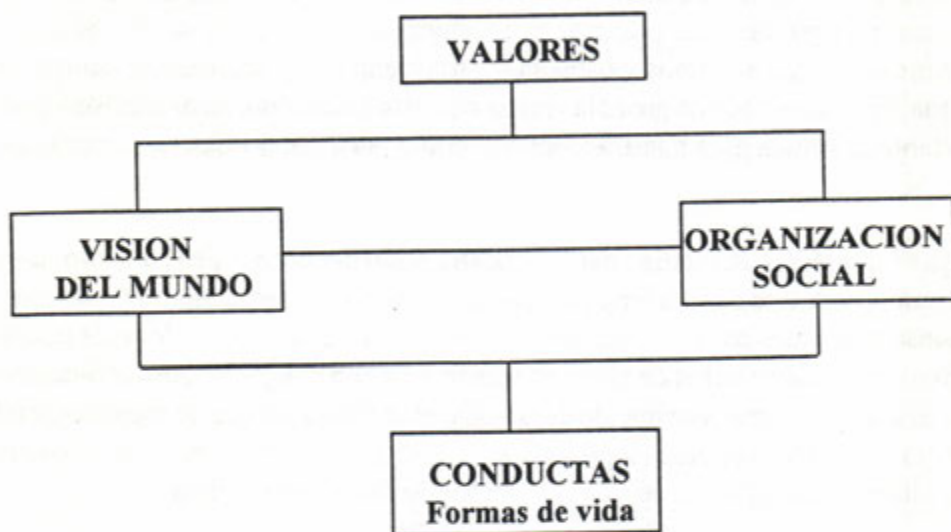 VALORES
VISION
DEL MUNDO
ORGANIZACION
SOCIAL
CONDUCTAS
Formas de vida